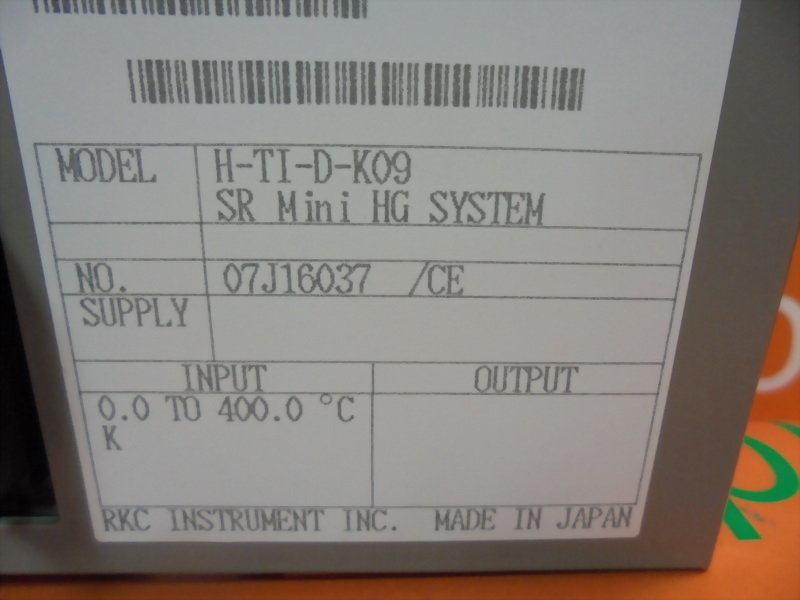 MODEL H-TI-D-K09
SR Mini HG SYSTEM
NO. 07J16037 /CE
SUPPLY
INPUT OUTPUT
0.0 TO 400.0 °C
K
RKC INSTRUMENT INC. MADE IN JAPAN